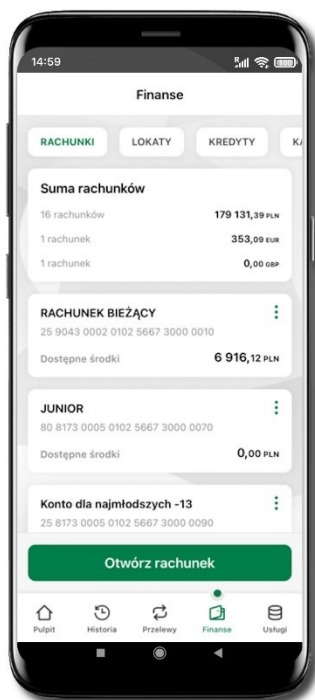 14:59
Finanse
RACHUNKI LOKATY KREDYTY
Suma rachunków
16 rachunków 179 131,39 PLN
1 rachunek 353,09 EUR
1 rachunek 0,00 GBP
RACHUNEK BIEŻĄCY
25 9043 0002 0102 5667 3000 0010
Dostępne środki 6 916,12 PLN
JUNIOR
80 8173 0005 0102 5667 3000 0070
Dostępne środki 0,00 PLN
Konto dla najmłodszych -13
25 8173 0005 0102 5667 3000 0090
Otwórz rachunek
Pulpit Historia Przelewy Finanse Usługi